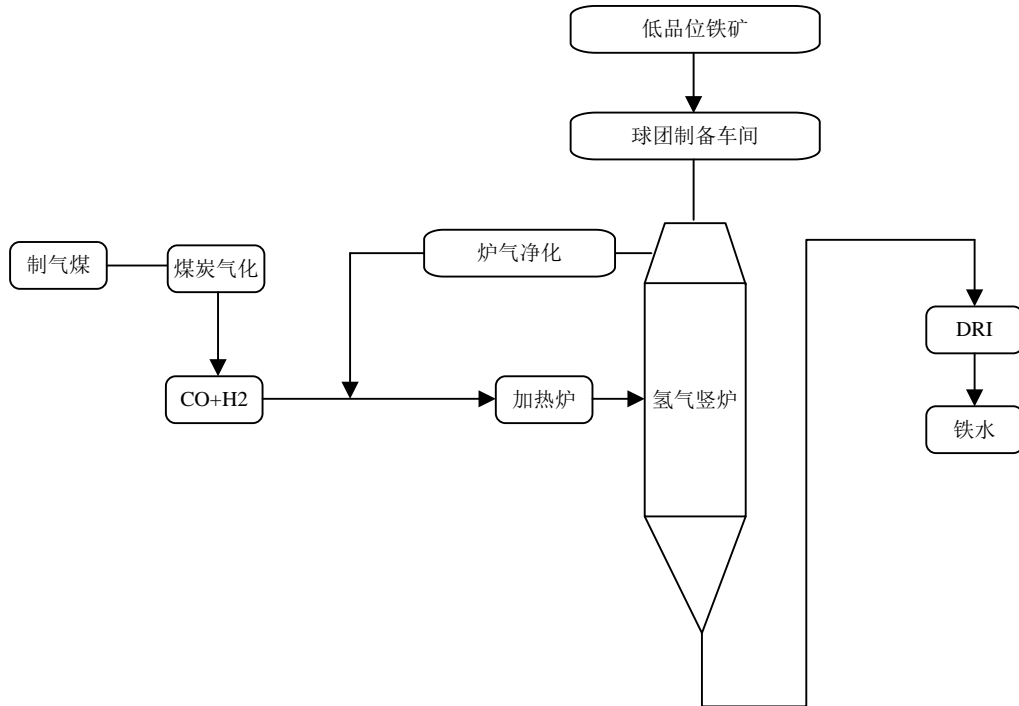 低品位铁矿
球团制备车间
炉气净化
制气煤
煤炭气化
DRI
CO+H2
加热炉
氢气竖炉
铁水